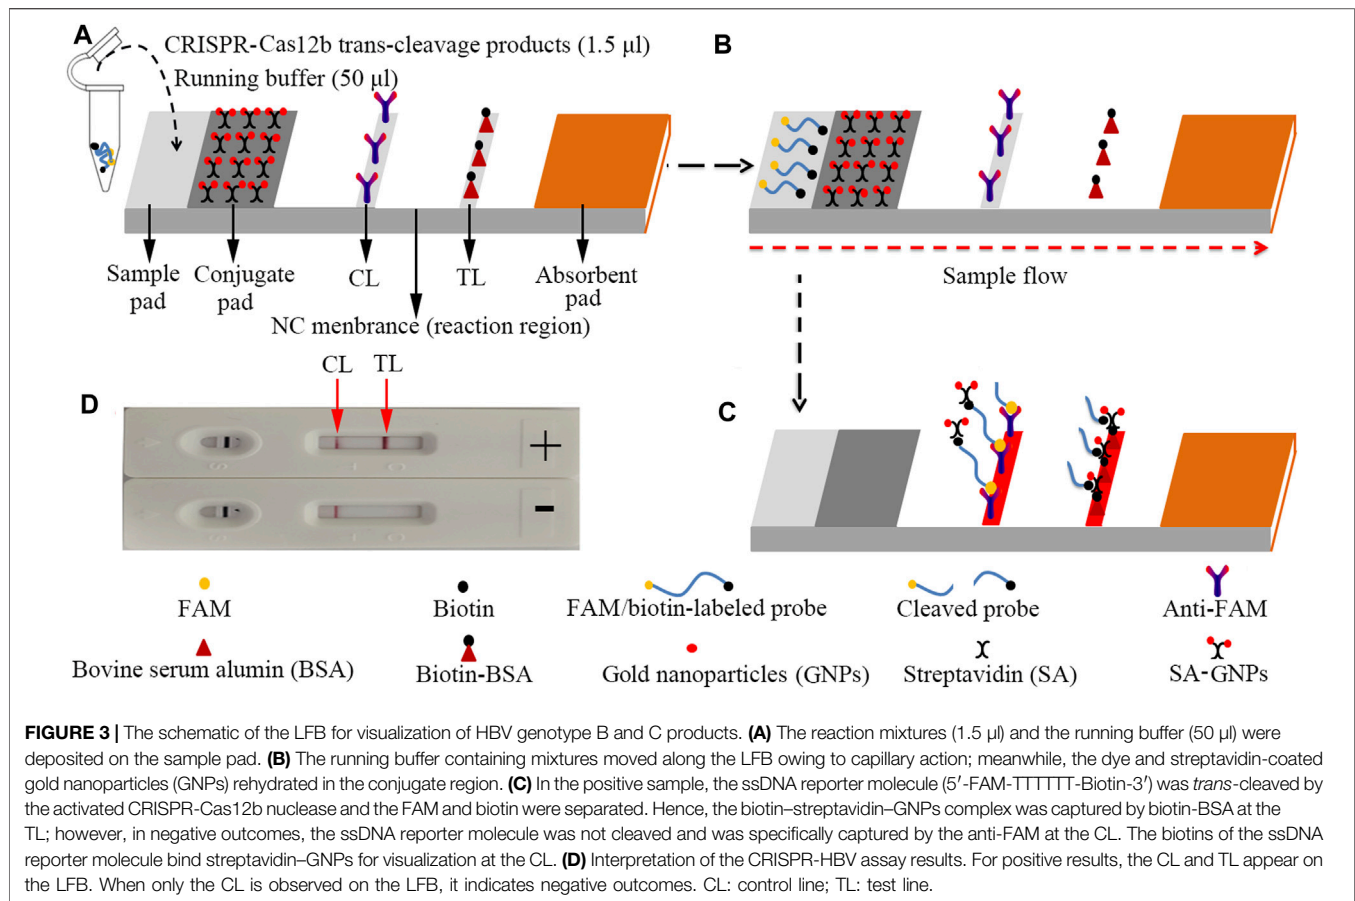 A
CRISPR-Cas12b trans-cleavage products (1.5 µl)
Running buffer (50 µl)
B
Sample pad
Conjugate pad
CL
TL
Absorbent pad
NC menbrance (reaction region)
Sample flow
CL
TL
D
+
-
C
FAM
Biotin
FAM/biotin-labeled probe
Cleaved probe
Anti-FAM
Bovine serum alumin (BSA)
Biotin-BSA
Gold nanoparticles (GNPs)
Streptavidin (SA)
SA-GNPs
FIGURE 3 | The schematic of the LFB for visualization of HBV genotype B and C products. (A) The reaction mixtures (1.5 µl) and the running buffer (50 µl) were
deposited on the sample pad. (B) The running buffer containing mixtures moved along the LFB owing to capillary action; meanwhile, the dye and streptavidin-coated
gold nanoparticles (GNPs) rehydrated in the conjugate region. (C) In the positive sample, the ssDNA reporter molecule (5′-FAM-TTTTTT-Biotin-3′) was trans-cleaved by
the activated CRISPR-Cas12b nuclease and the FAM and biotin were separated. Hence, the biotin–streptavidin–GNPs complex was captured by biotin-BSA at the
TL; however, in negative outcomes, the ssDNA reporter molecule was not cleaved and was specifically captured by the anti-FAM at the CL. The biotins of the ssDNA
reporter molecule bind streptavidin–GNPs for visualization at the CL. (D) Interpretation of the CRISPR-HBV assay results. For positive results, the CL and TL appear on
the LFB. When only the CL is observed on the LFB, it indicates negative outcomes. CL: control line; TL: test line.